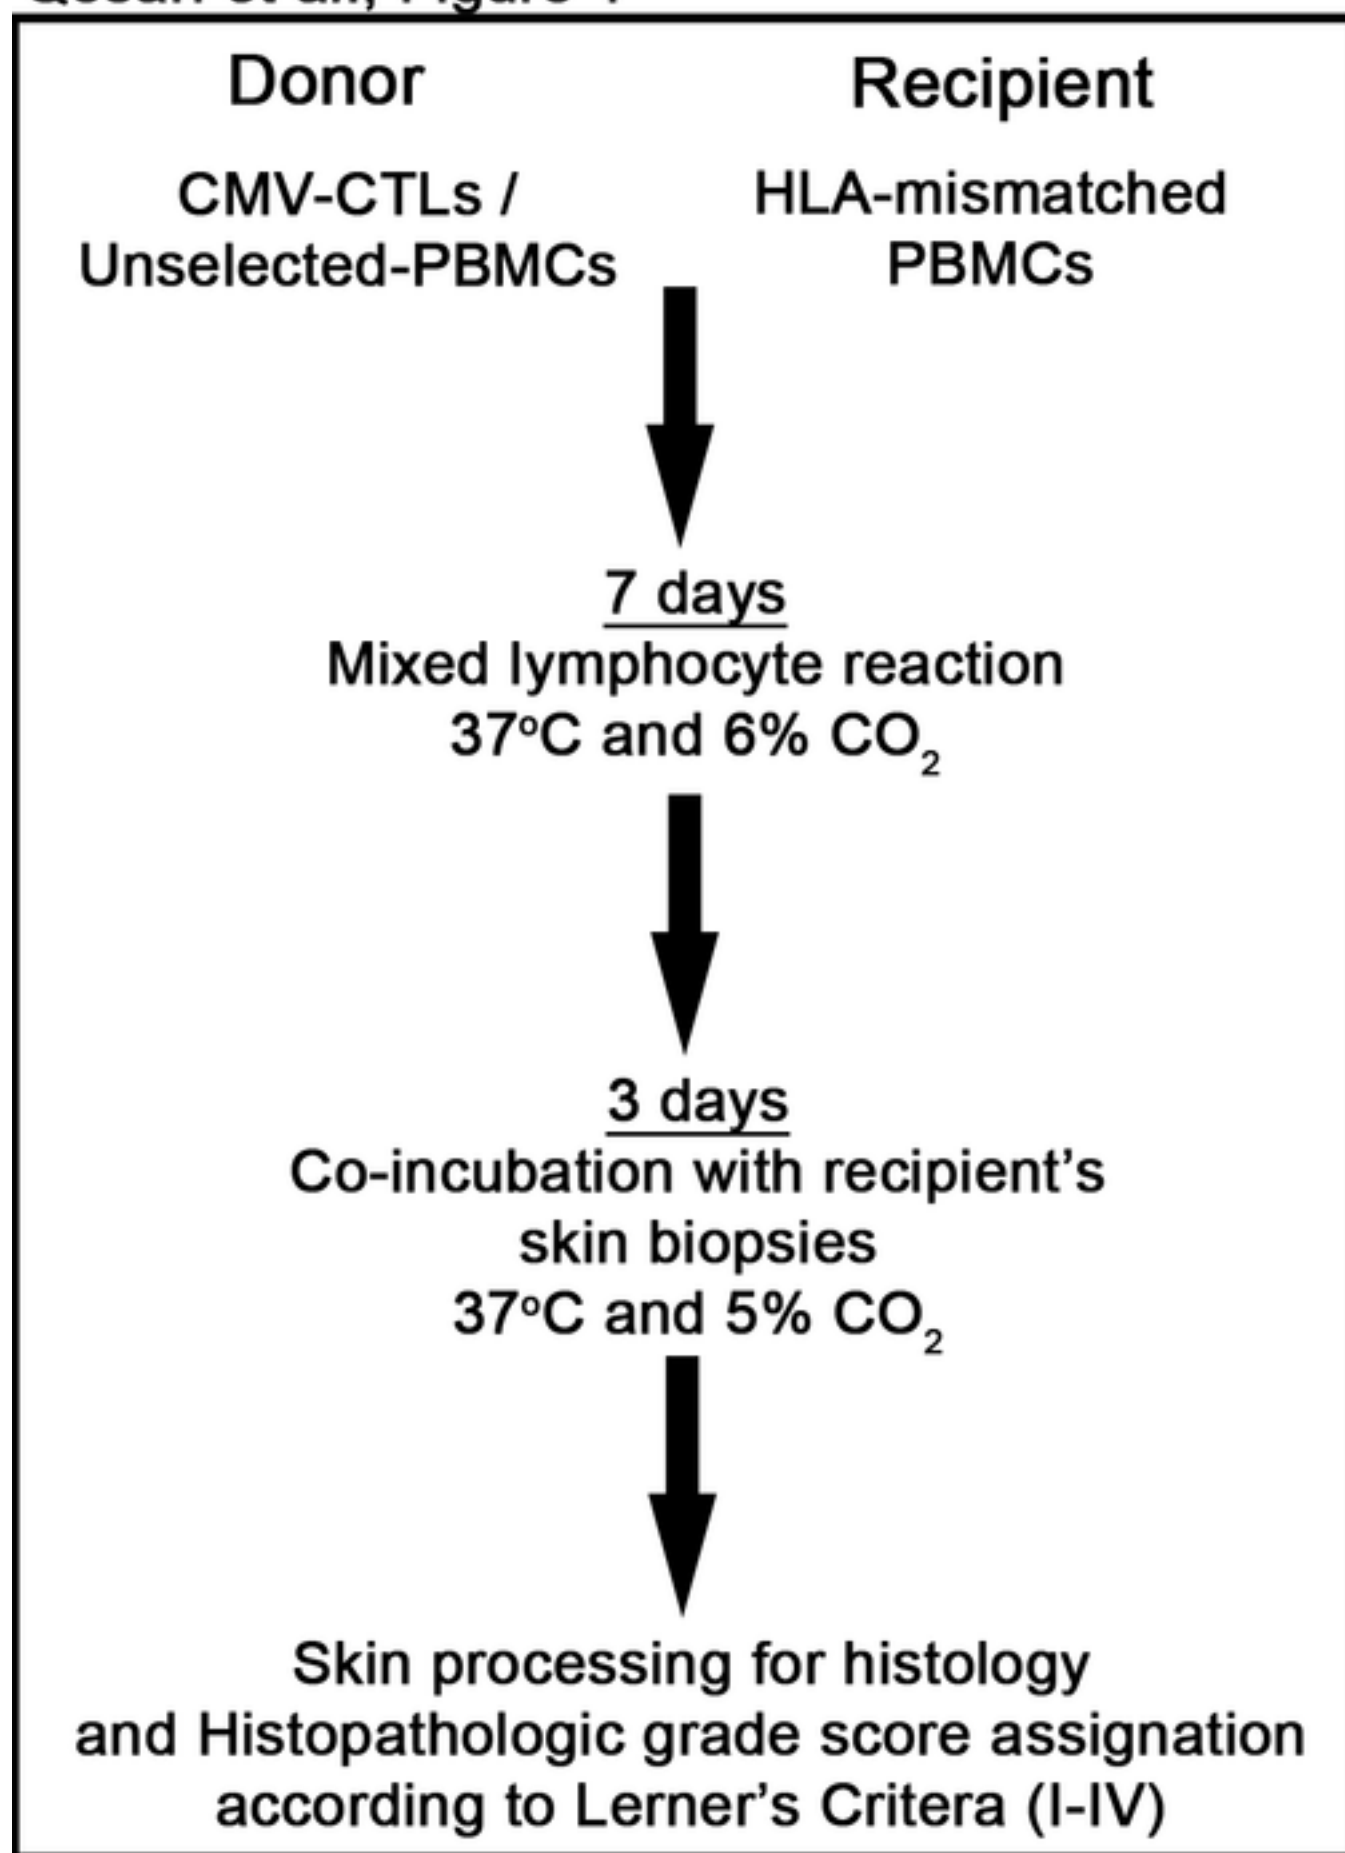 Donor
Recipient
CMV-CTLs /
Unselected-PBMCs
HLA-mismatched
PBMCs
7 days
Mixed lymphocyte reaction
37°C and 6% CO₂
3 days
Co-incubation with recipient's
skin biopsies
37°C and 5% CO₂
Skin processing for histology
and Histopathologic grade score assignation
according to Lerner's Critera (I-IV)